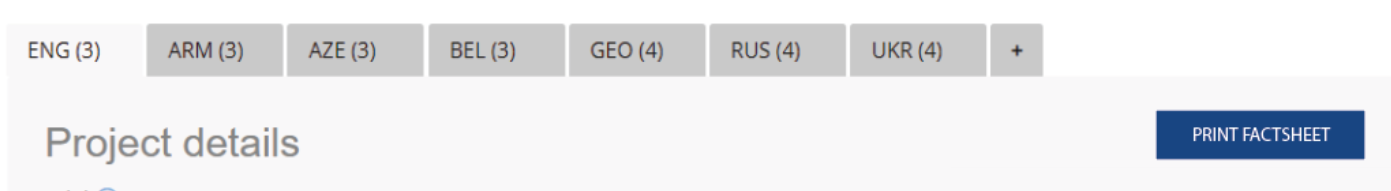 ENG (3) ARM (3) AZE (3) BEL (3) GEO (4) RUS (4) UKR (4) +
Project details
PRINT FACTSHEET